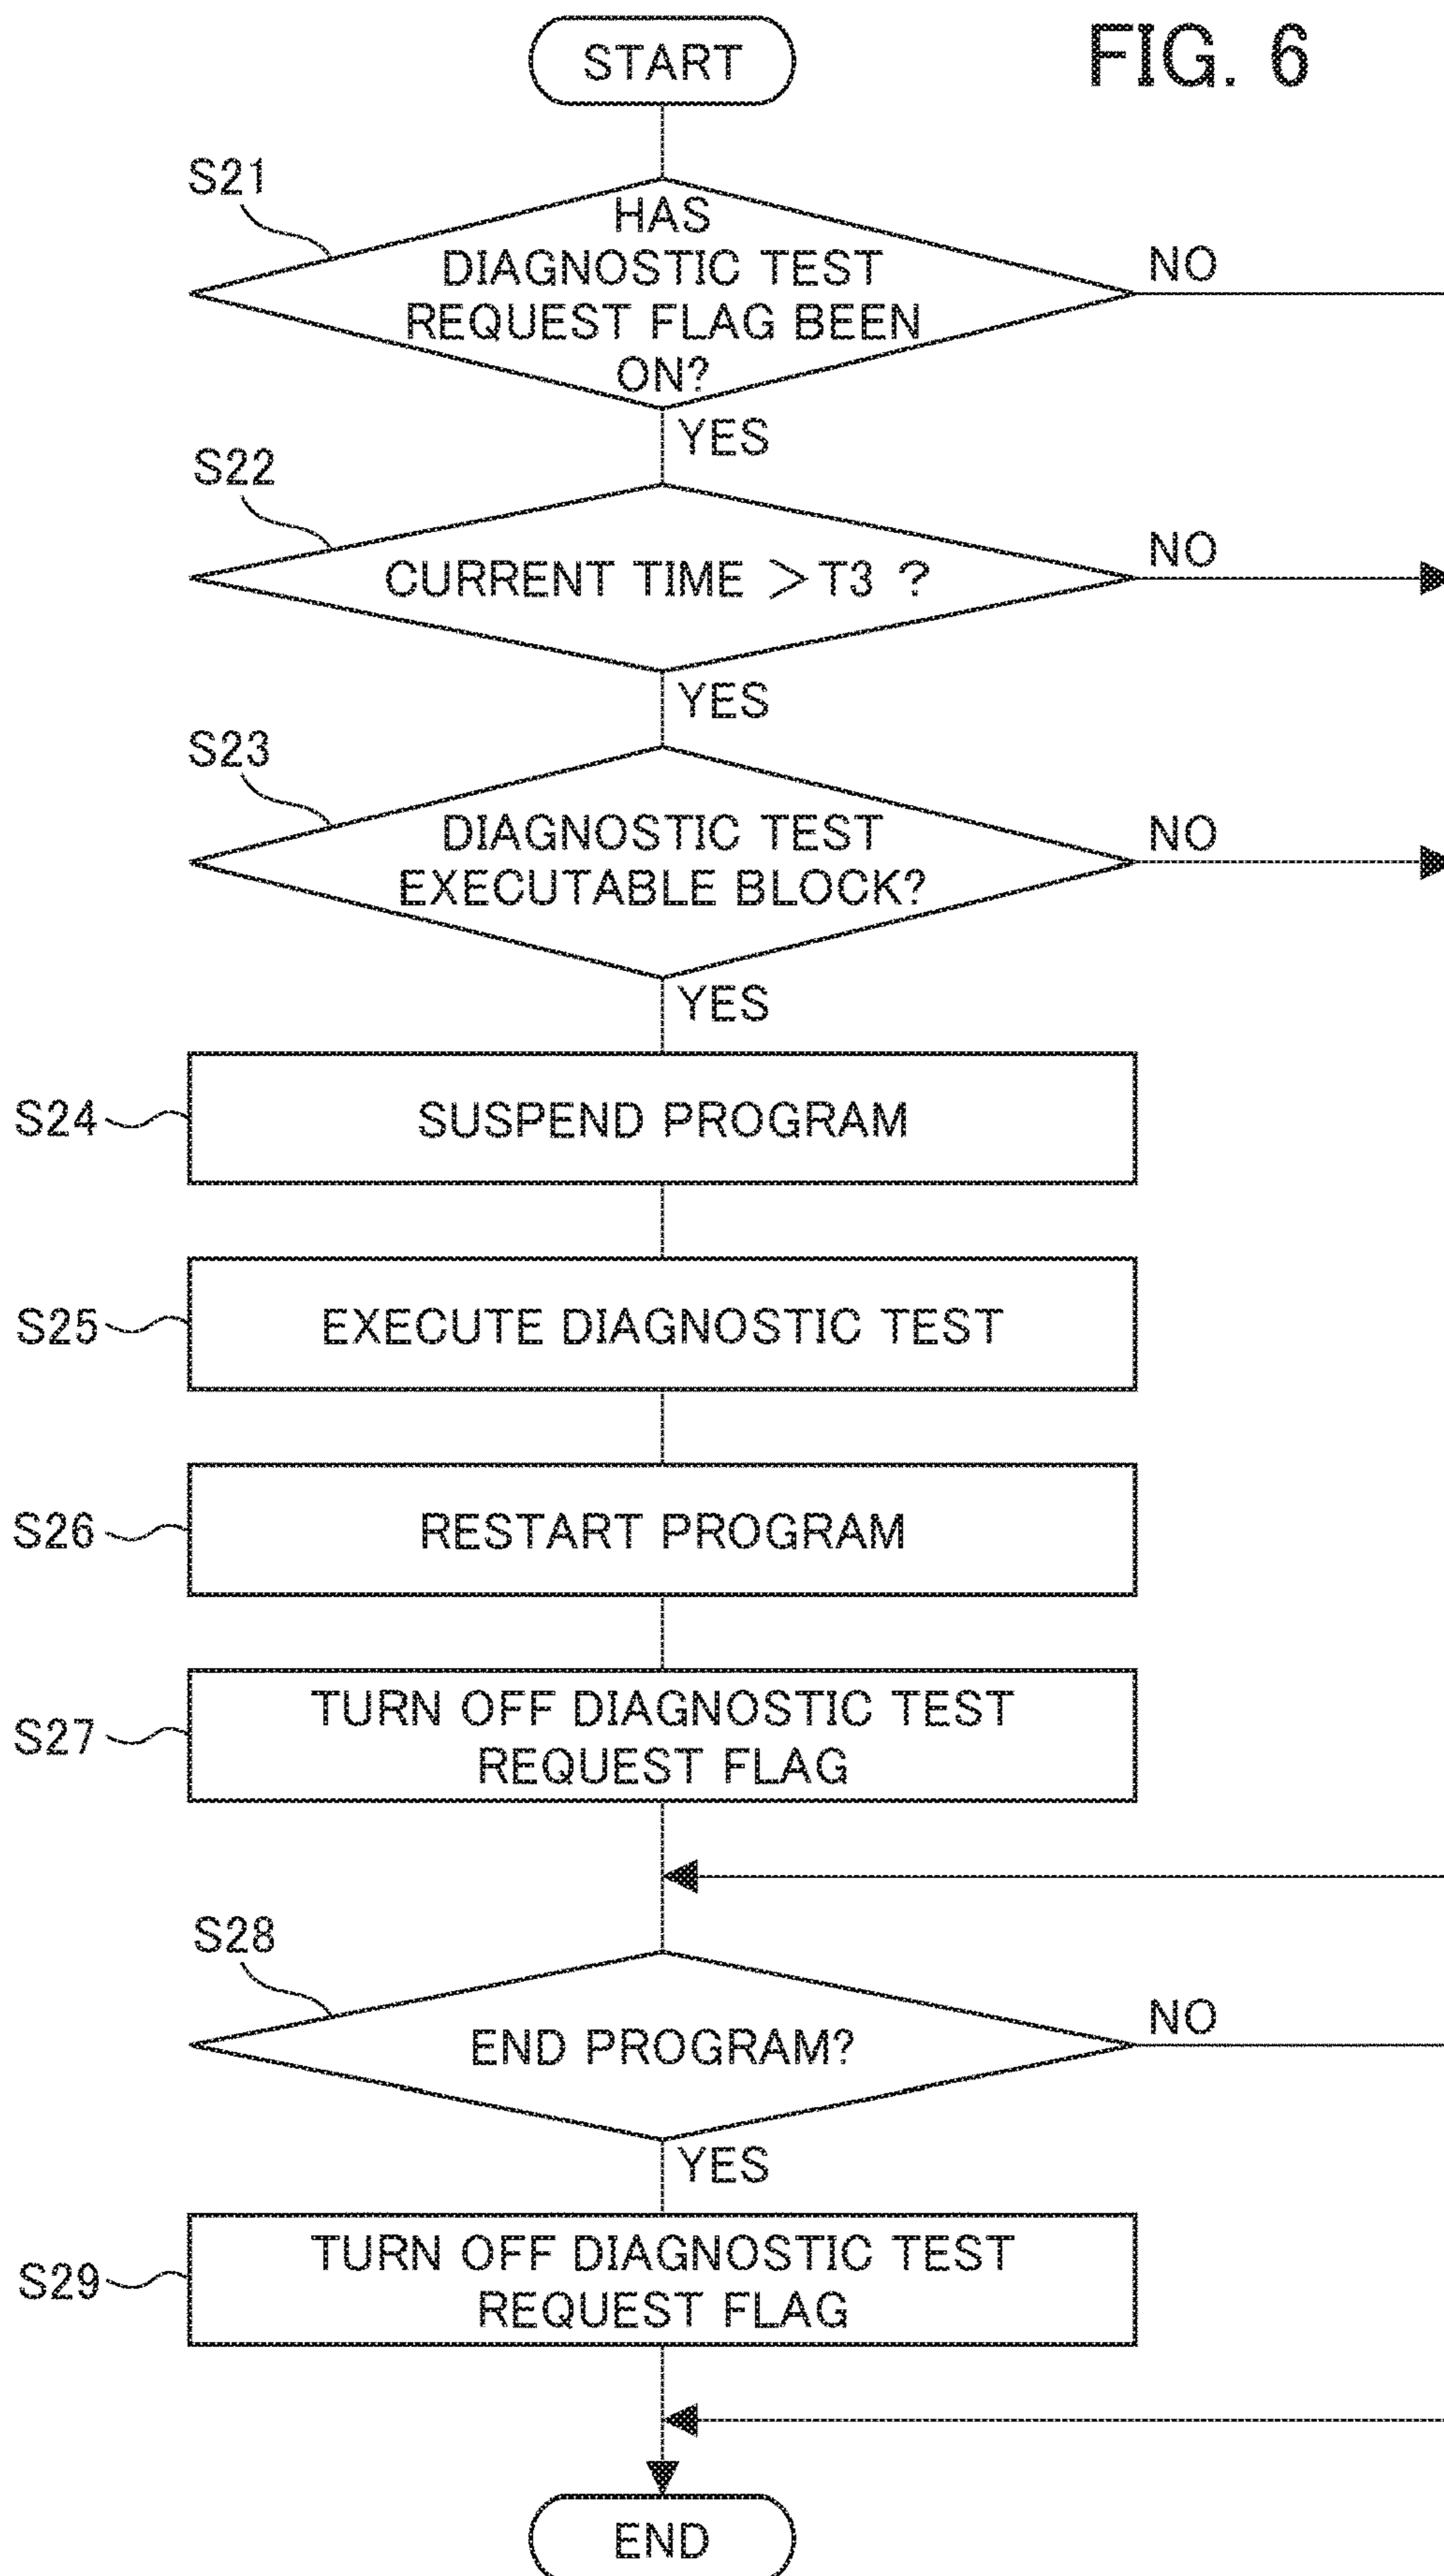 FIG. 6
START
S21
HAS
DIAGNOSTIC TEST
REQUEST FLAG BEEN
ON?
NO
YES
S22
CURRENT TIME >T3 ?
NO
YES
S23
DIAGNOSTIC TEST
EXECUTABLE BLOCK?
NO
YES
S24
SUSPEND PROGRAM
S25
EXECUTE DIAGNOSTIC TEST
S26
RESTART PROGRAM
S27
TURN OFF DIAGNOSTIC TEST
REQUEST FLAG
S28
END PROGRAM?
NO
YES
S29
TURN OFF DIAGNOSTIC TEST
REQUEST FLAG
END